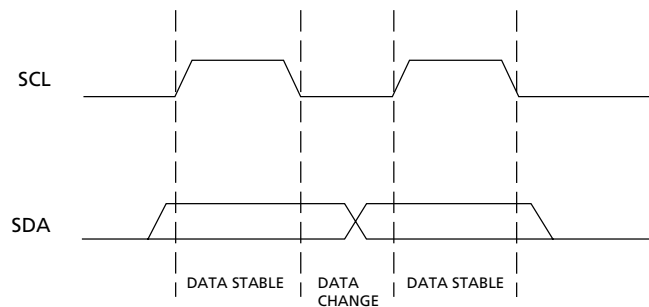 SCL
SDA
DATA STABLE
DATA
CHANGE
DATA STABLE